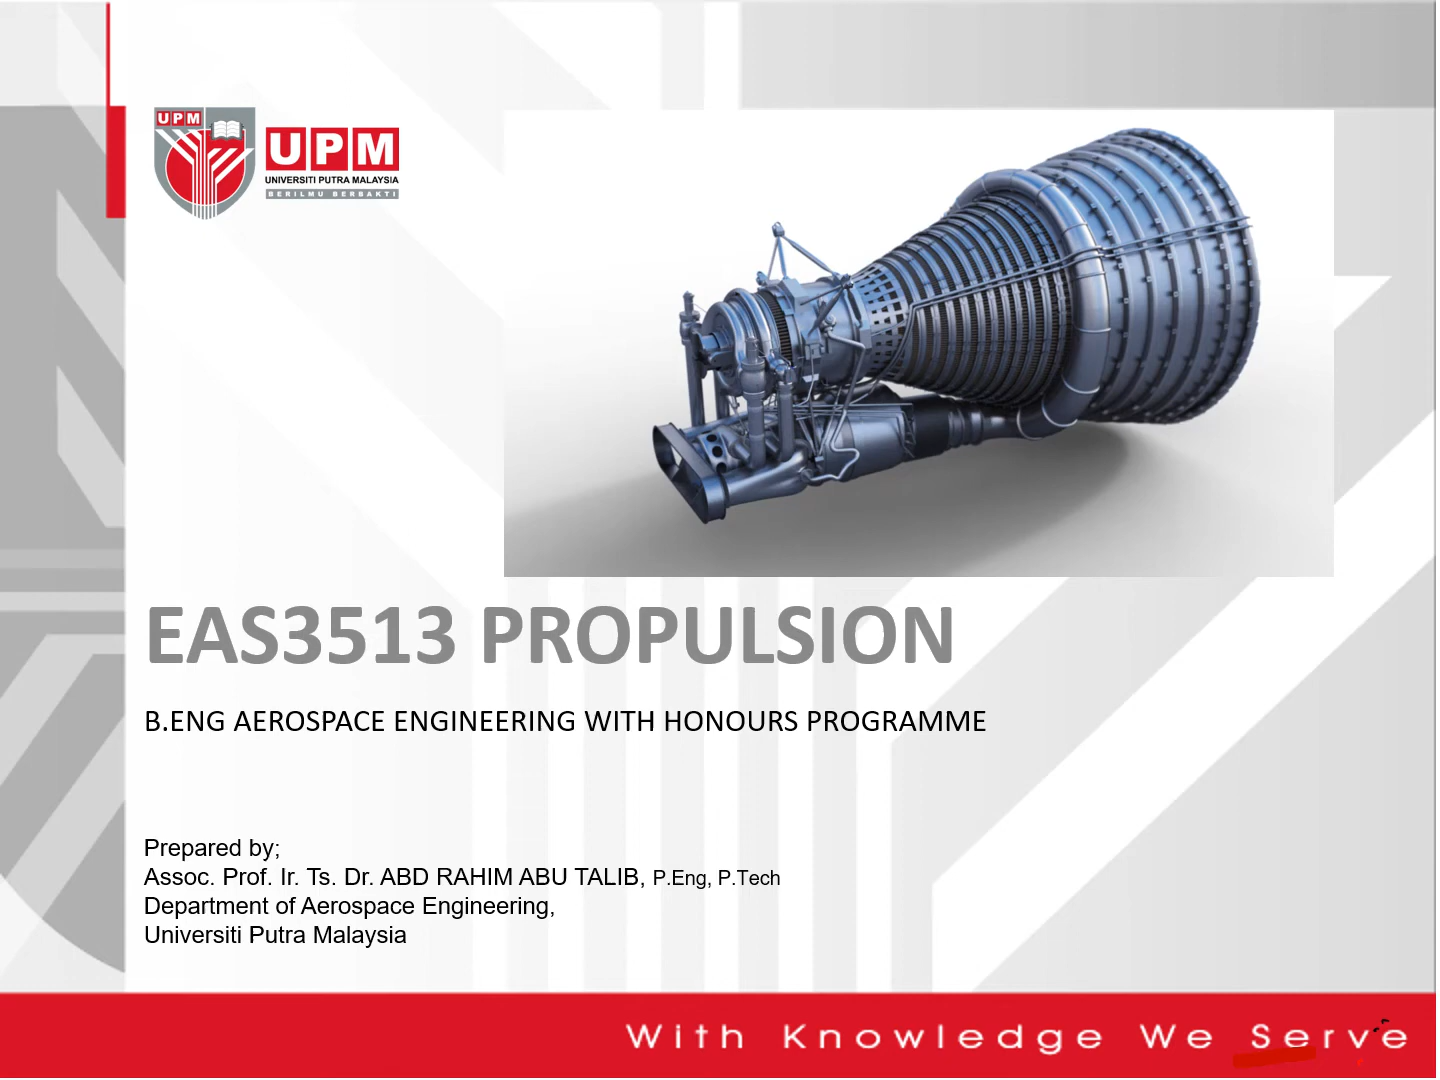 UPM
UPM
UNIVERSITI PUTRA MALAYSIA
BERILMU BERBAKTI
EAS3513 PROPULSION
B.ENG AEROSPACE ENGINEERING WITH HONOURS PROGRAMME
Prepared by;
Assoc. Prof. Ir. Ts. Dr. ABD RAHIM ABU TALIB, P.Eng, P.Tech
Department of Aerospace Engineering,
Universiti Putra Malaysia
With Knowledge We Serve